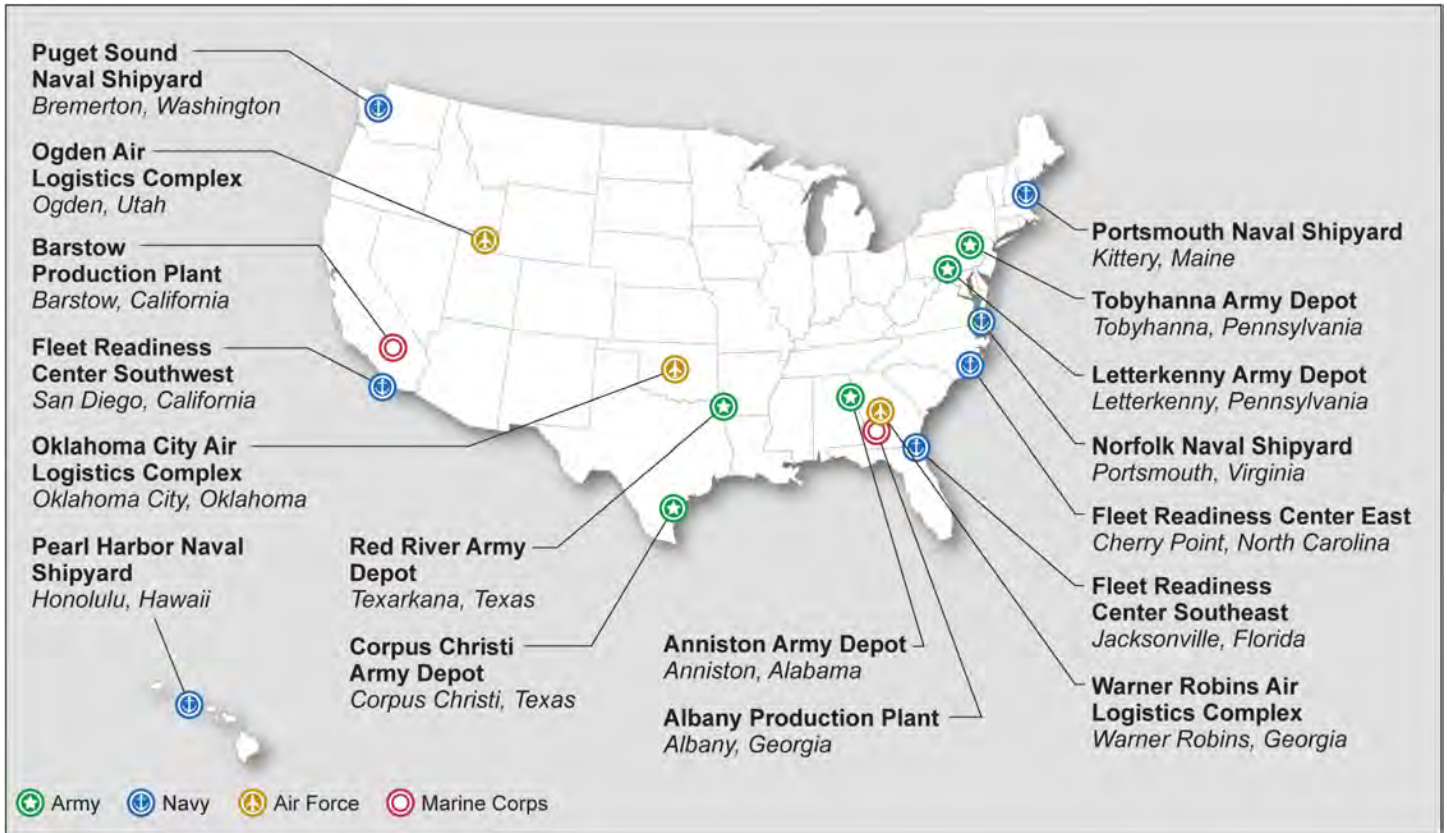 Puget Sound
Naval Shipyard
Bremerton, Washington
Ogden Air
Logistics Complex
Ogden, Utah
Barstow
Production Plant
Barstow, California
Fleet Readiness
Center Southwest
San Diego, California
Oklahoma City Air
Logistics Complex
Oklahoma City, Oklahoma
Pearl Harbor Naval
Shipyard
Honolulu, Hawaii
Red River Army
Depot
Texarkana, Texas
Corpus Christi
Army Depot
Corpus Christi, Texas
Anniston Army Depot
Anniston, Alabama
Albany Production Plant
Albany, Georgia
Portsmouth Naval Shipyard
Kittery, Maine
Tobyhanna Army Depot
Tobyhanna, Pennsylvania
Letterkenny Army Depot
Letterkenny, Pennsylvania
Norfolk Naval Shipyard
Portsmouth, Virginia
Fleet Readiness Center East
Cherry Point, North Carolina
Fleet Readiness
Center Southeast
Jacksonville, Florida
Warner Robins Air
Logistics Complex
Warner Robins, Georgia
Army
Navy
Air Force
Marine Corps